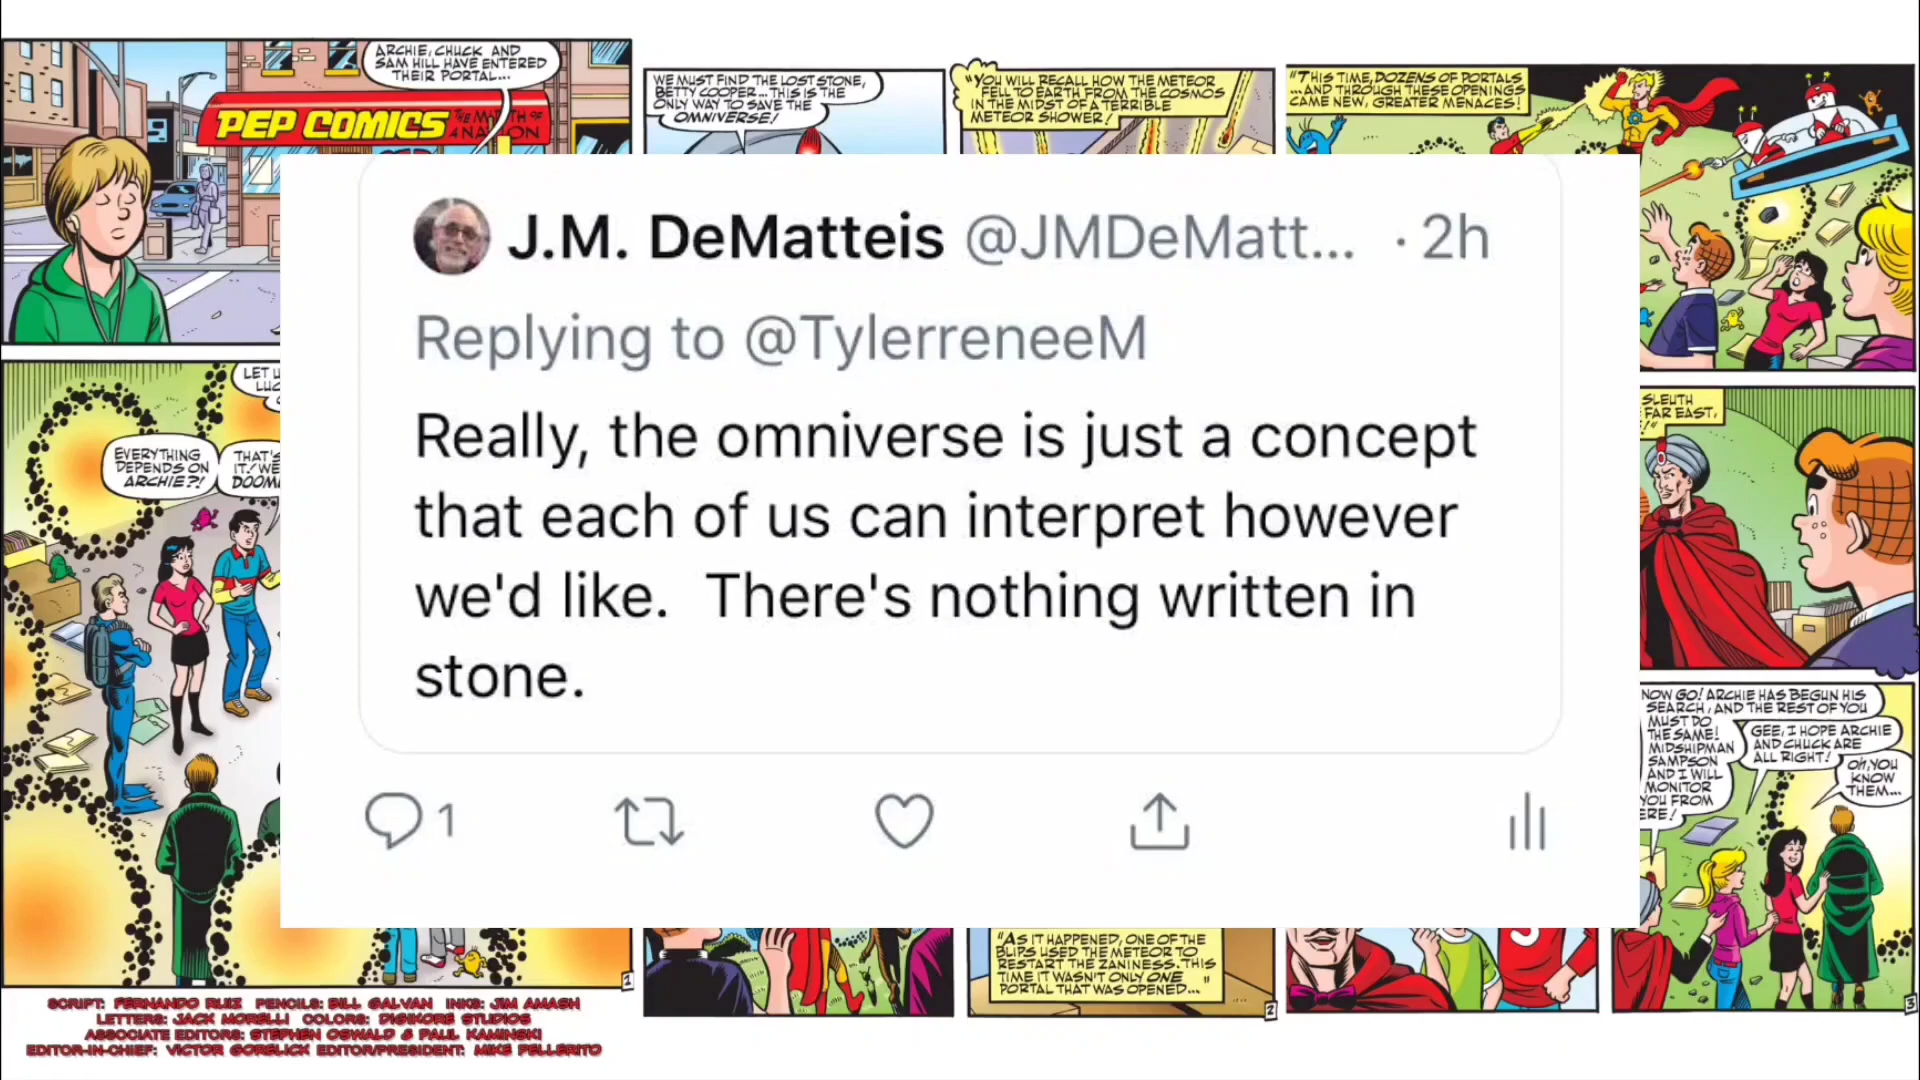 ARCHIE, CHUCK AND
SAM HILL HAVE ENTERED
THEIR PORTAL...
PEP COMICS
WE MUST FIND THE LOST STONE,
BETTY COOPER...THIS IS THE
ONLY WAY TO SAVE THE
OMNIVERSE!
"YOU WILL RECALL HOW THE METEOR
FELL TO EARTH FROM THE COSMOS
IN THE MIDST OF A TERRIBLE
METEOR SHOWER!
"THIS TIME, DOZENS OF PORTALS
...AND THROUGH THESE OPENINGS
CAME NEW, GREATER MENACES!
J.M. DeMatteis @JMDeMatt... · 2h
Replying to @TylerreneeM
Really, the omniverse is just a concept
that each of us can interpret however
we'd like.  There's nothing written in
stone.
1
EVERYTHING
DEPENDS ON
ARCHIE?!
THAT'S
IT! WE
SLEUTH
FAR EAST,
NOW GO! ARCHIE HAS BEGUN HIS
SEARCH, AND THE REST OF YOU
MUST DO
THE SAME!
MIDSHIPMAN
SAMPSON
AND I WILL
MONITOR
YOU FROM
GEE, I HOPE ARCHIE
AND CHUCK ARE
ALL RIGHT!
OH, YOU
KNOW
THEM...
"AS IT HAPPENED, ONE OF THE
BLIPS USED THE METEOR TO
RESTART THE ZANINESS. THIS
TIME IT WASN'T ONLY ONE
PORTAL THAT WAS OPENED..."
1
2
3
SCRIPT: FERNANDO RUIZ PENCILS: BILL GALVAN INKS: JIM AMASH
LETTERS: JACK MORELLI COLORS: DIGIKORE STUDIOS
ASSOCIATE EDITORS: STEPHEN OSWALD & PAUL KAMINSKI
EDITOR-IN-CHIEF: VICTOR GORELICK EDITOR/PRESIDENT: MIKE PELLERITO